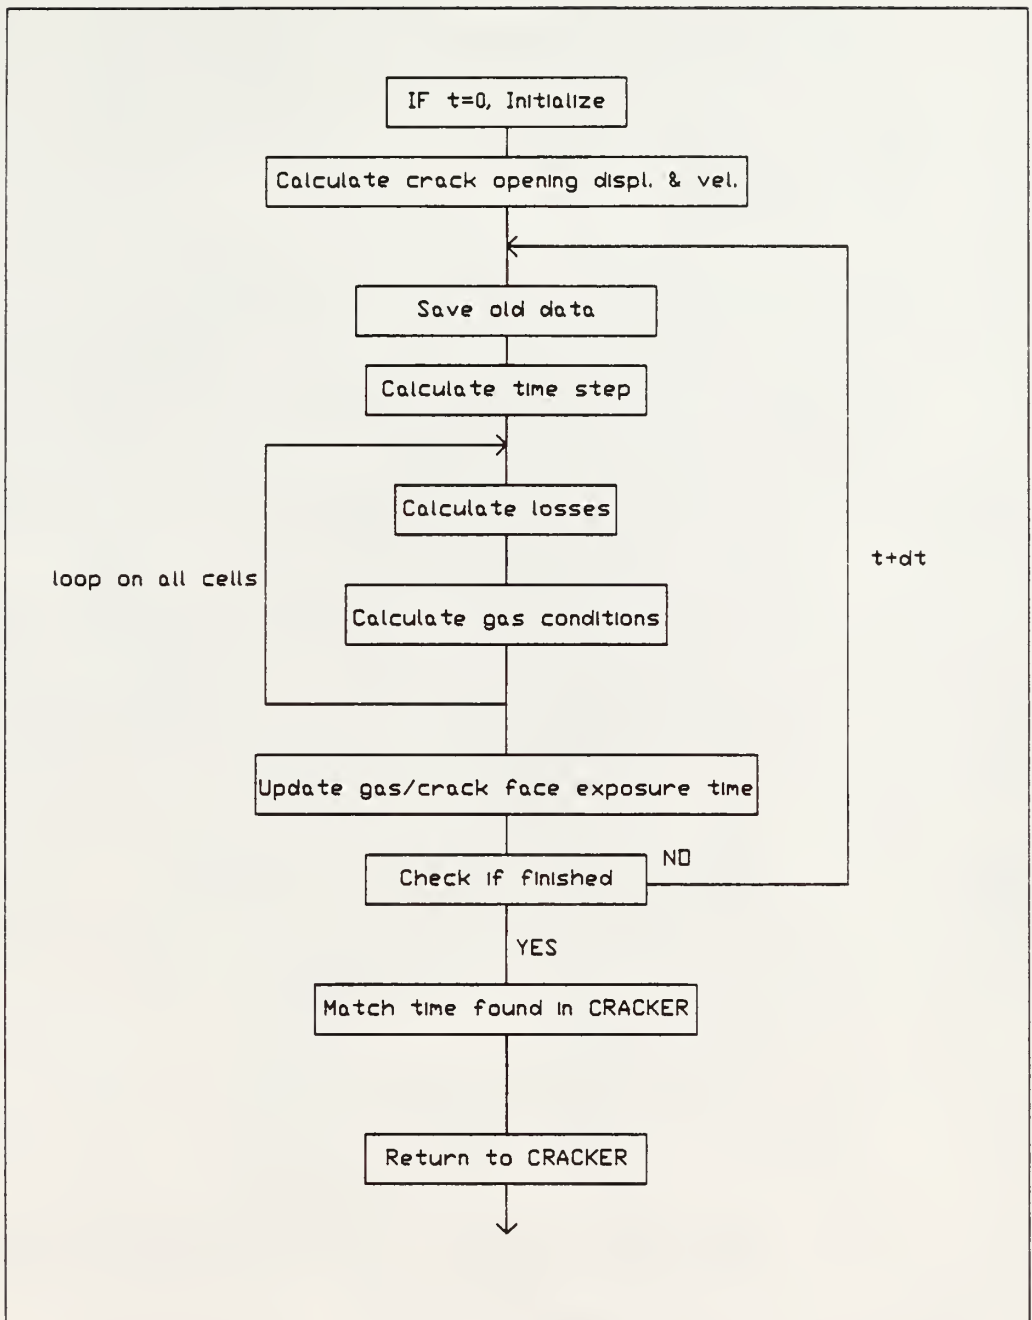 IF t=0, Initialize
Calculate crack opening displ. & vel.
Save old data
Calculate time step
Calculate losses
loop on all cells
t+dt
Calculate gas conditions
Update gas/crack face exposure time
NO
Check if finished
YES
Match time found in CRACKER
Return to CRACKER